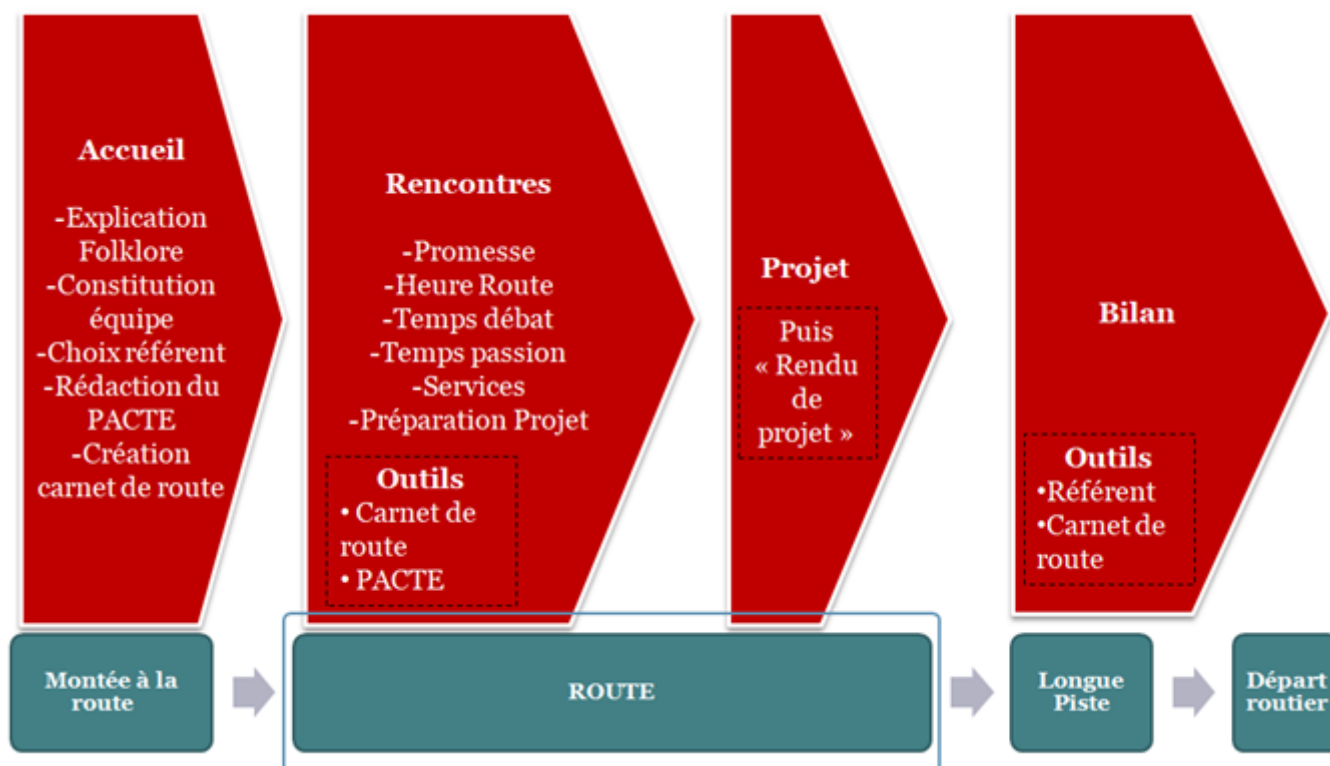 Accueil
-Explication
Folklore
-Constitution
équipe
-Choix référent
-Rédaction du
PACTE
-Création
carnet de route
Rencontres
-Promesse
-Heure Route
-Temps débat
-Temps passion
-Services
-Préparation Projet
Outils
• Carnet de
route
• PACTE
Projet
Puis
« Rendu
de
projet »
Bilan
Outils
•Référent
•Carnet de
route
Montée à la
route
ROUTE
Longue
Piste
Départ
routier